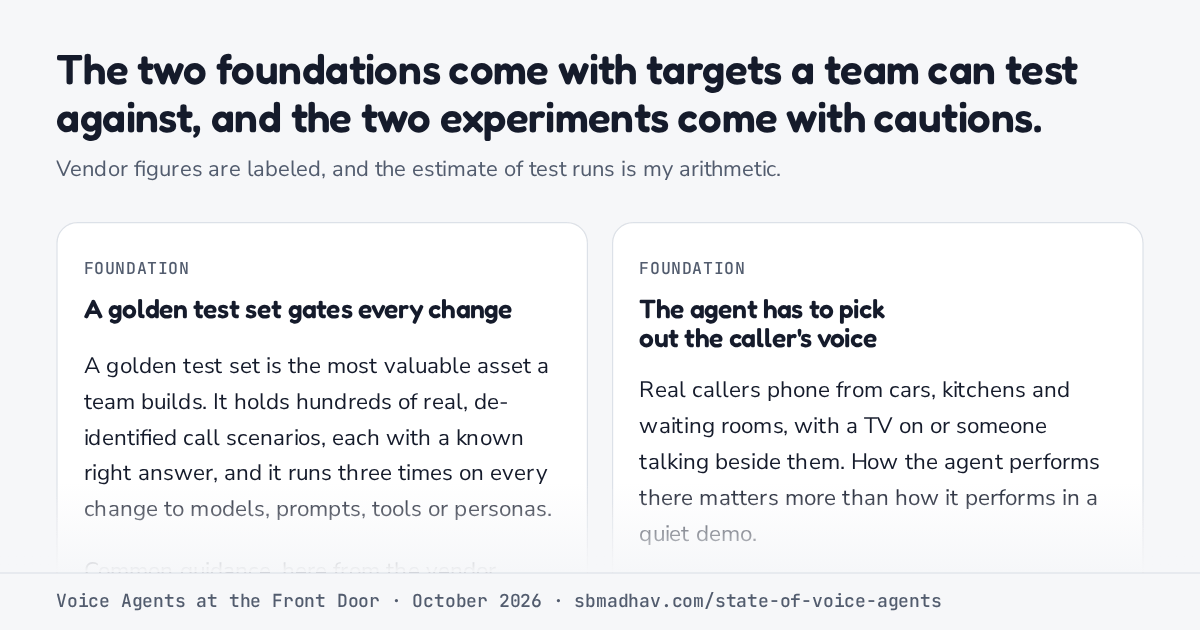 The two foundations come with targets a team can test
against, and the two experiments come with cautions.
Vendor figures are labeled, and the estimate of test runs is my arithmetic.
FOUNDATION
A golden test set gates every change
A golden test set is the most valuable asset a
team builds. It holds hundreds of real, de-
identified call scenarios, each with a known
right answer, and it runs three times on every
change to models, prompts, tools or personas.
Common guidance, here from the vendor
FOUNDATION
The agent has to pick
out the caller's voice
Real callers phone from cars, kitchens and
waiting rooms, with a TV on or someone
talking beside them. How the agent performs
there matters more than how it performs in a
quiet demo.
Voice Agents at the Front Door · October 2026 · sbmadhav.com/state-of-voice-agents